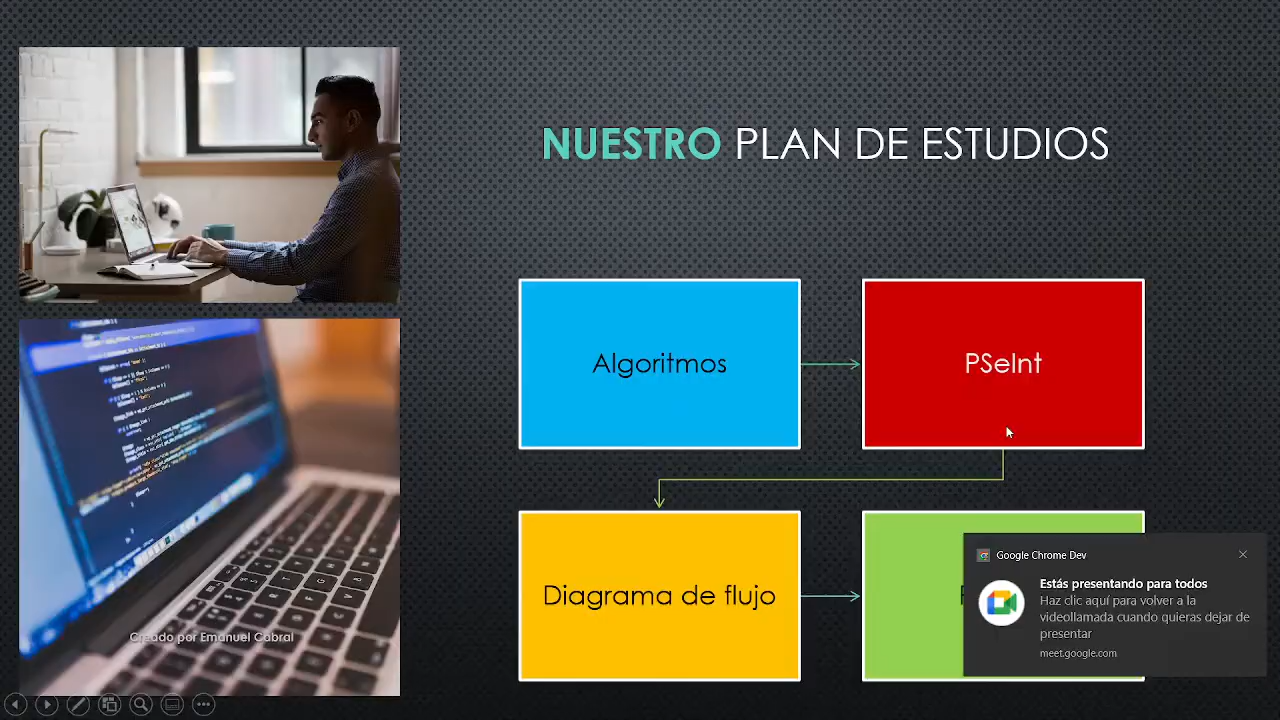 NUESTRO PLAN DE ESTUDIOS
Algoritmos
PSeInt
Diagrama de flujo
Google Chrome Dev
Estás presentando para todos
Haz clic aquí para volver a la
videollamada cuando quieras dejar de
presentar
meet.google.com
Creado por Emanuel Cabral